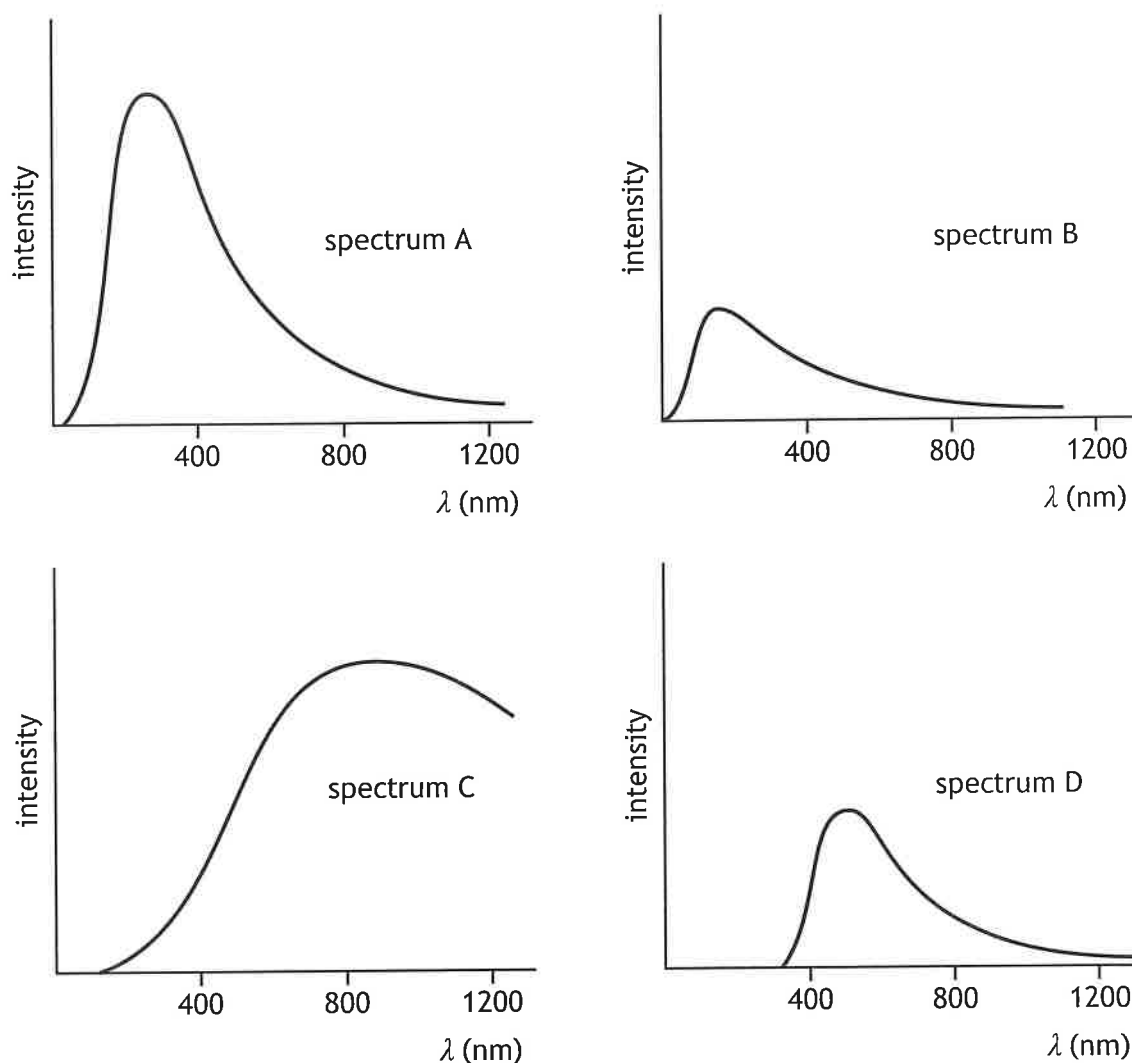 intensity
spectrum A
400
800
1200
λ (nm)
intensity
spectrum B
400
800
1200
λ (nm)
intensity
spectrum C
400
800
1200
λ (nm)
intensity
spectrum D
400
800
1200
λ (nm)